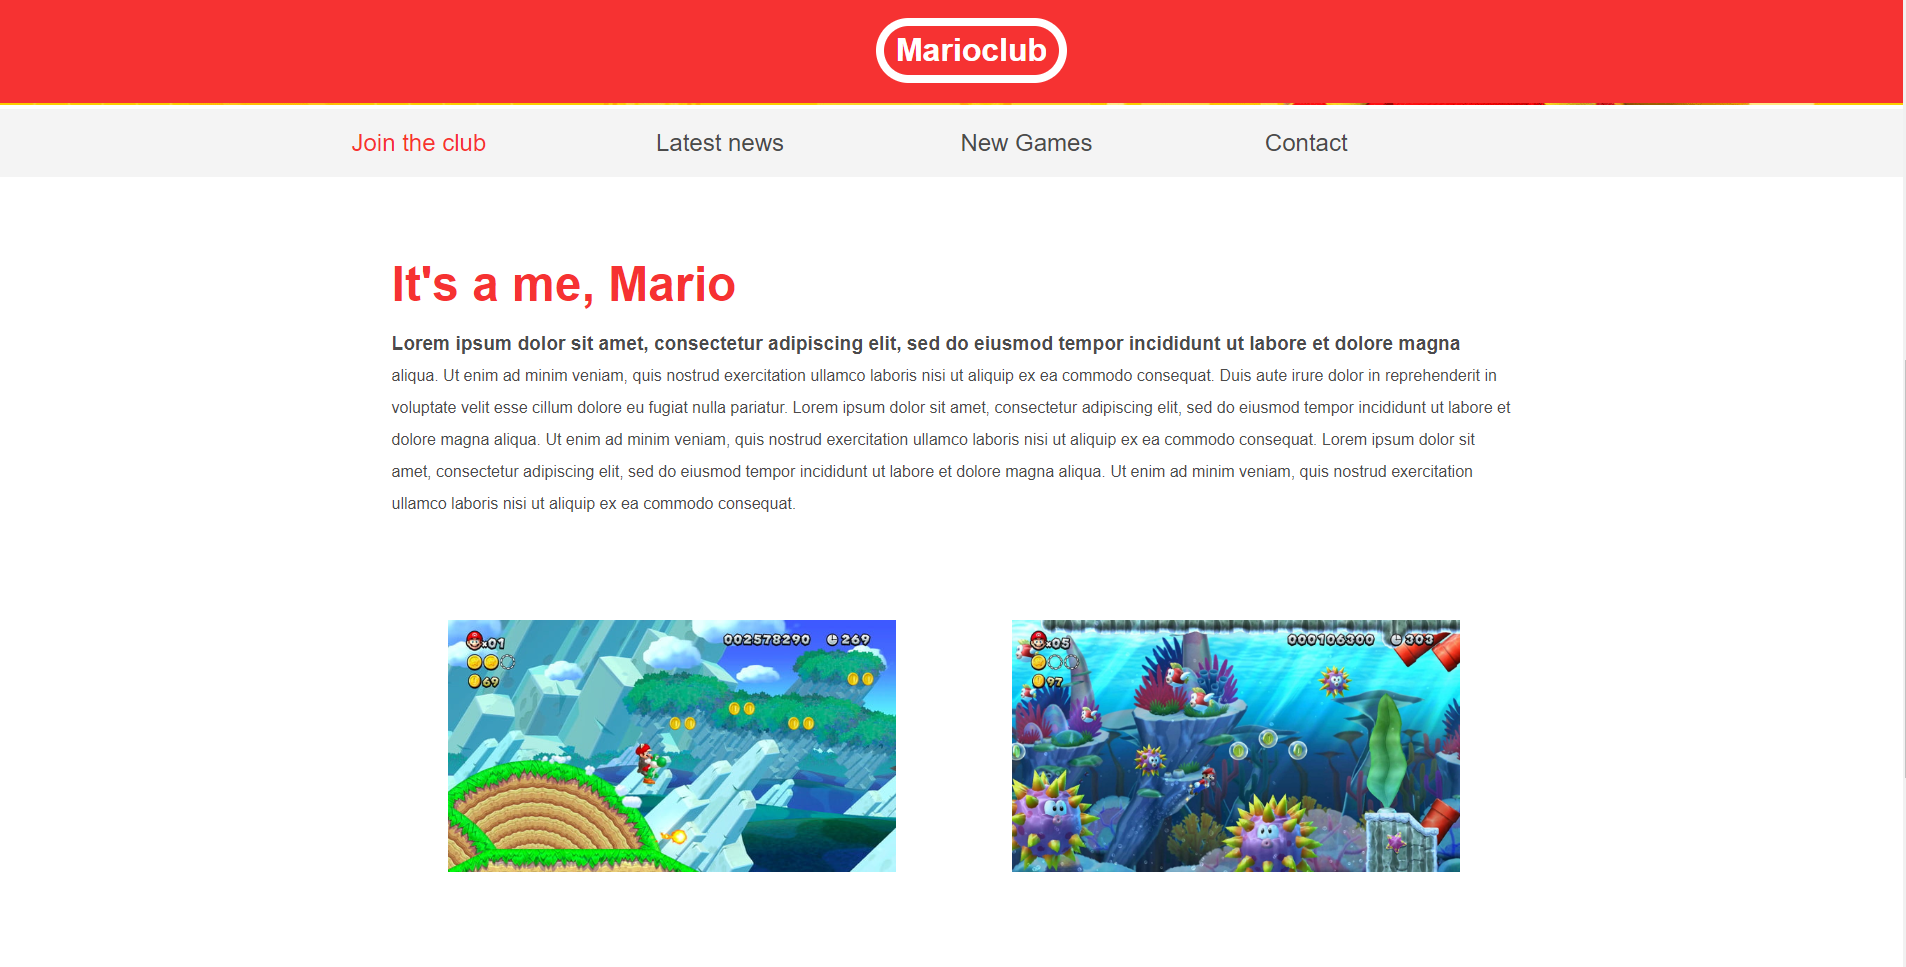 Marioclub
Join the club
Latest news
New Games
Contact
It's a me, Mario
Lorem ipsum dolor sit amet, consectetur adipiscing elit, sed do eiusmod tempor incididunt ut labore et dolore magna
aliqua. Ut enim ad minim veniam, quis nostrud exercitation ullamco laboris nisi ut aliquip ex ea commodo consequat. Duis aute irure dolor in reprehenderit in
voluptate velit esse cillum dolore eu fugiat nulla pariatur. Lorem ipsum dolor sit amet, consectetur adipiscing elit, sed do eiusmod tempor incididunt ut labore et
dolore magna aliqua. Ut enim ad minim veniam, quis nostrud exercitation ullamco laboris nisi ut aliquip ex ea commodo consequat. Lorem ipsum dolor sit
amet, consectetur adipiscing elit, sed do eiusmod tempor incididunt ut labore et dolore magna aliqua. Ut enim ad minim veniam, quis nostrud exercitation
ullamco laboris nisi ut aliquip ex ea commodo consequat.
x01
002578290
269
69
x05
000106300
303
97